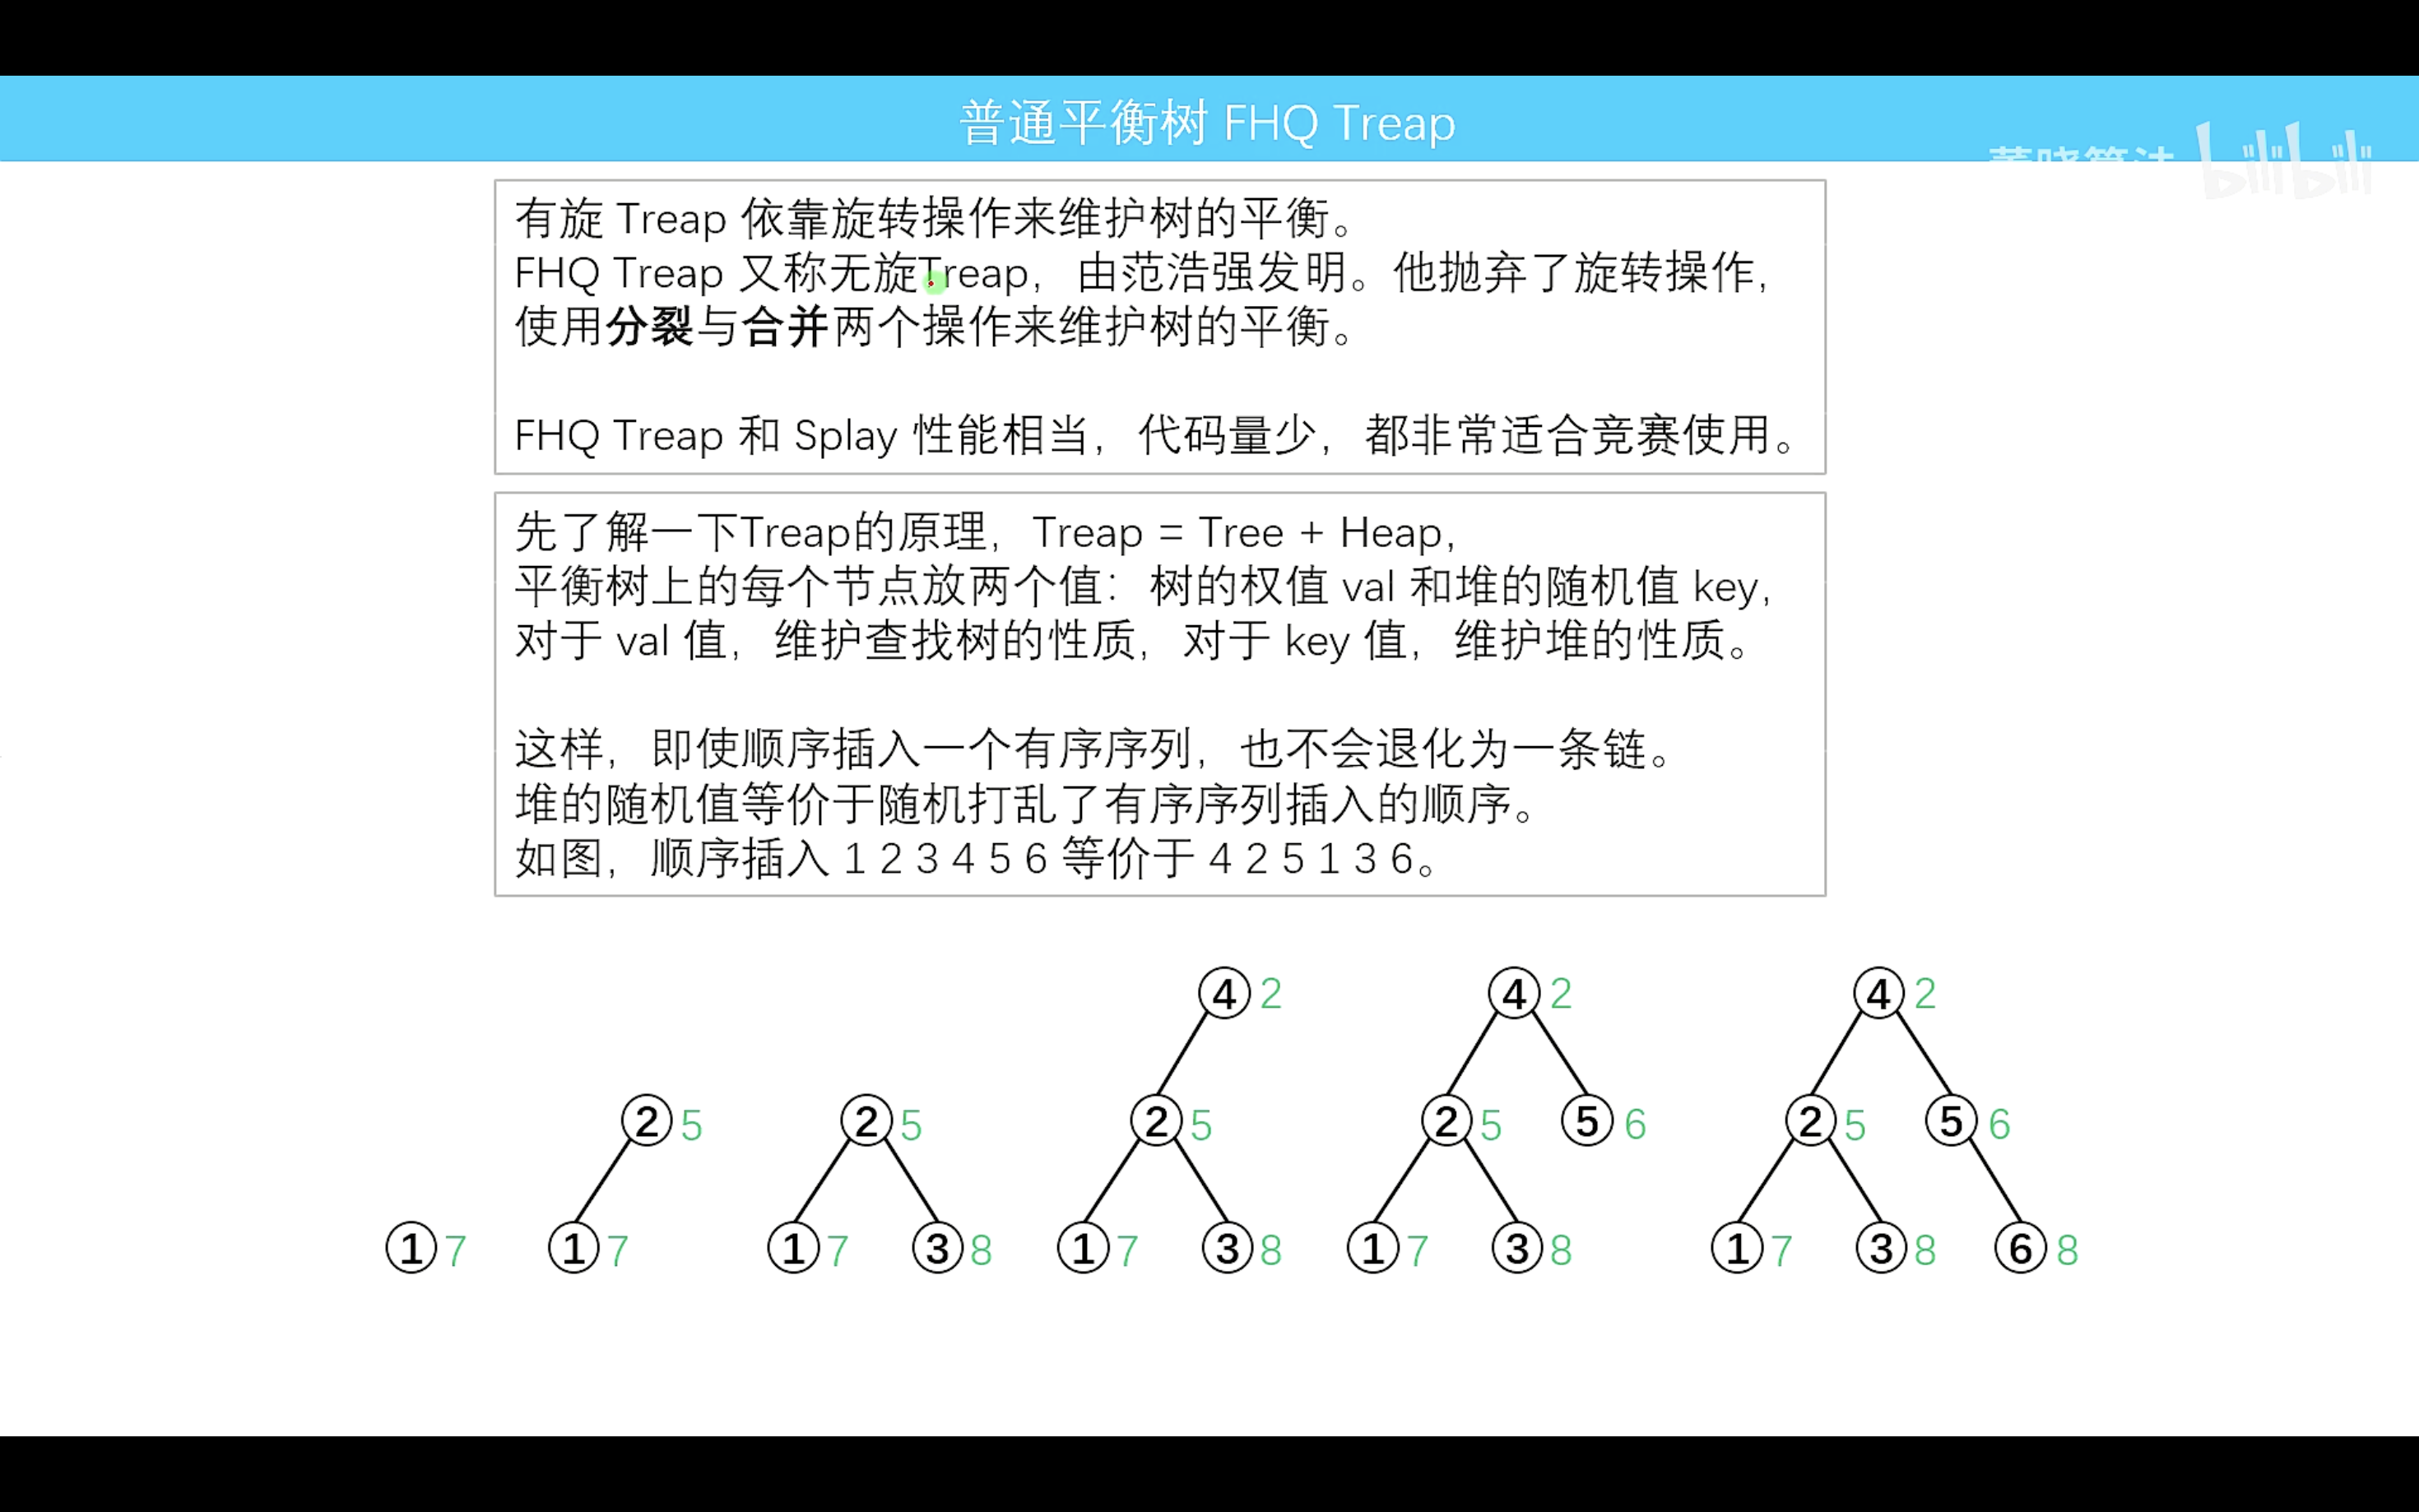 普通平衡树 FHQ Treap
bilibili
有旋 Treap 依靠旋转操作来维护树的平衡。
FHQ Treap 又称无旋Treap，由范浩强发明。他抛弃了旋转操作，
使用分裂与合并两个操作来维护树的平衡。
FHQ Treap 和 Splay 性能相当，代码量少，都非常适合竞赛使用。
先了解一下Treap的原理，Treap = Tree + Heap，
平衡树上的每个节点放两个值：树的权值 val 和堆的随机值 key，
对于 val 值，维护查找树的性质，对于 key 值，维护堆的性质。
这样，即使顺序插入一个有序序列，也不会退化为一条链。
堆的随机值等价于随机打乱了有序序列插入的顺序。
如图，顺序插入 1 2 3 4 5 6 等价于 4 2 5 1 3 6。
4 2 4 2 4 2
2 5 2 5 2 5 2 5 5 6 2 5 5 6
1 7 1 7 1 7 3 8 1 7 3 8 1 7 3 8 1 7 3 8 6 8